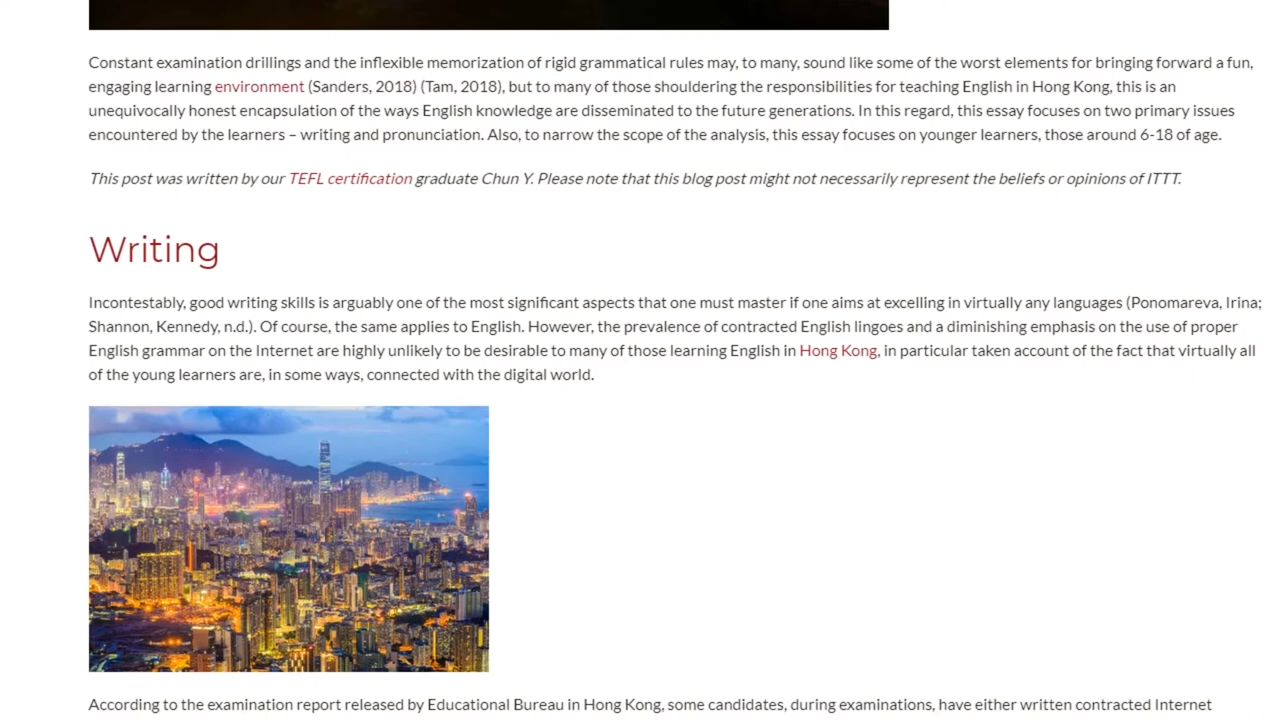 Constant examination drillings and the inflexible memorization of rigid grammatical rules may, to many, sound like some of the worst elements for bringing forward a fun,
engaging learning environment (Sanders, 2018) (Tam, 2018), but to many of those shouldering the responsibilities for teaching English in Hong Kong, this is an
unequivocally honest encapsulation of the ways English knowledge are disseminated to the future generations. In this regard, this essay focuses on two primary issues
encountered by the learners – writing and pronunciation. Also, to narrow the scope of the analysis, this essay focuses on younger learners, those around 6-18 of age.
This post was written by our TEFL certification graduate Chun Y. Please note that this blog post might not necessarily represent the beliefs or opinions of ITTT.
Writing
Incontestably, good writing skills is arguably one of the most significant aspects that one must master if one aims at excelling in virtually any languages (Ponomareva, Irina;
Shannon, Kennedy, n.d.). Of course, the same applies to English. However, the prevalence of contracted English lingoes and a diminishing emphasis on the use of proper
English grammar on the Internet are highly unlikely to be desirable to many of those learning English in Hong Kong, in particular taken account of the fact that virtually all
of the young learners are, in some ways, connected with the digital world.
According to the examination report released by Educational Bureau in Hong Kong, some candidates, during examinations, have either written contracted Internet